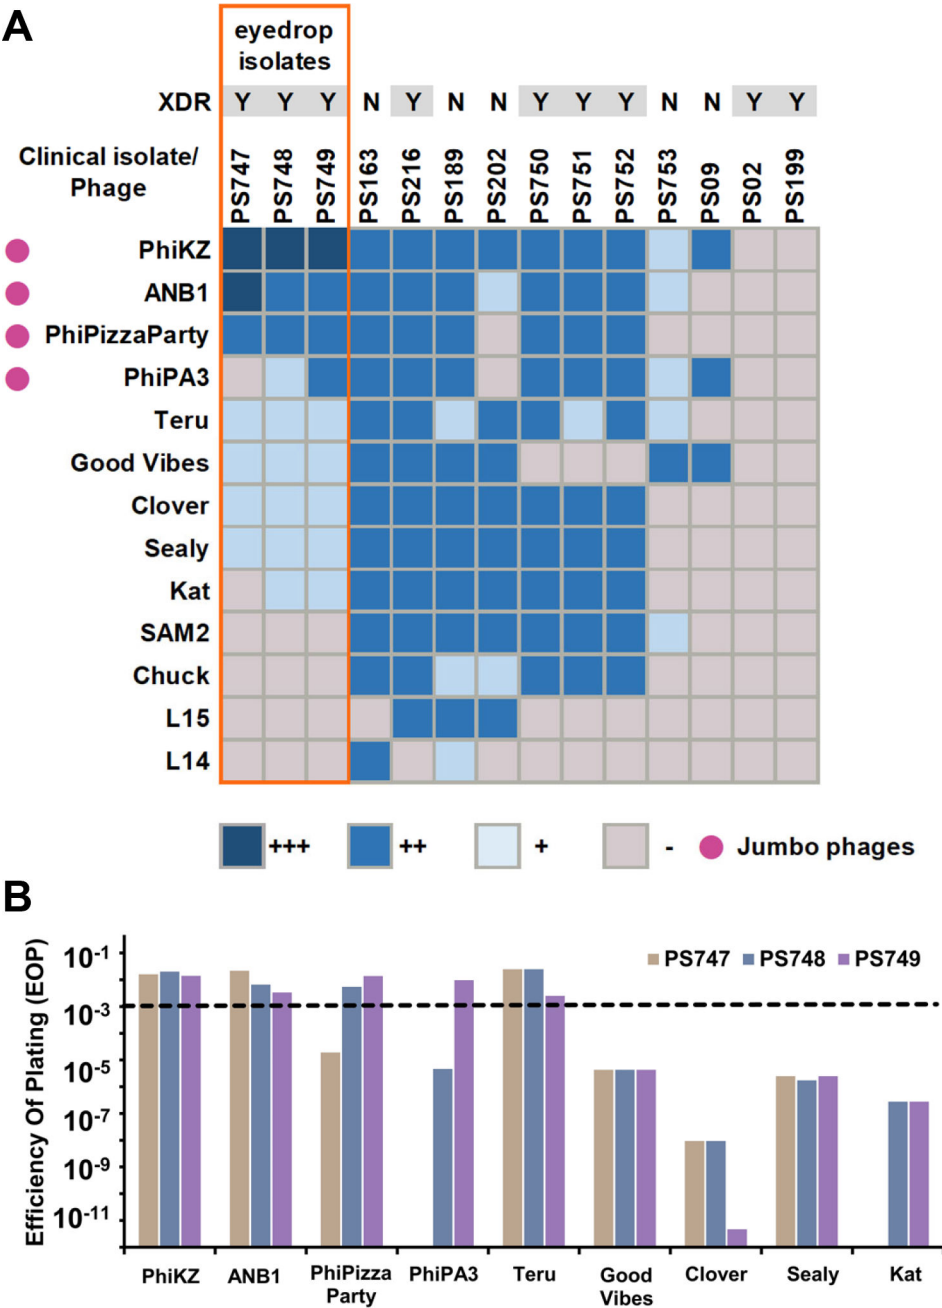 A
eyedrop
isolates
XDR Y Y Y N Y N N Y Y Y N N Y Y
Clinical isolate/
Phage
PS747 PS748 PS749 PS163 PS216 PS189 PS202 PS750 PS751 PS752 PS753 PS09 PS02 PS199
PhiKZ
ANB1
PhiPizzaParty
PhiPA3
Teru
Good Vibes
Clover
Sealy
Kat
SAM2
Chuck
L15
L14
+++ ++ + - Jumbo phages
B
Efficiency Of Plating (EOP)
PS747 PS748 PS749
10-1
10-3
10-5
10-7
10-9
10-11
PhiKZ ANB1 PhiPizza Party PhiPA3 Teru Good Vibes Clover Sealy Kat